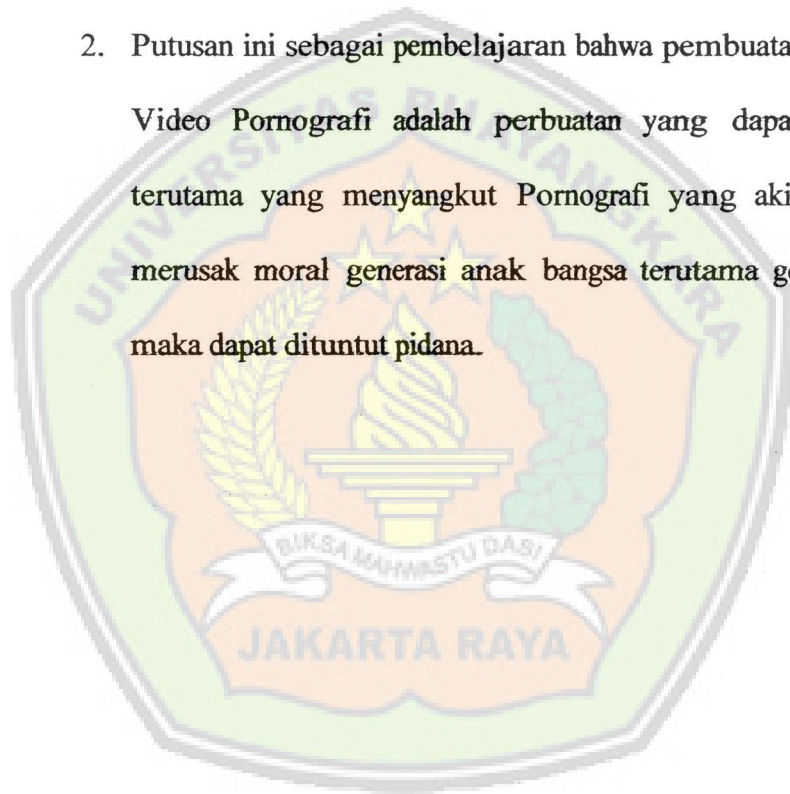 2. Putusan ini sebagai pembelajaran bahwa pembuata
Video Pornografi adalah perbuatan yang dapa
terutama yang menyangkut Pornografi yang aki
merusak moral generasi anak bangsa terutama ge
maka dapat dituntut pidana.
UNIVERSITAS BHAYANGKARA
BIKSA MAHWASTU DASI
JAKARTA RAYA